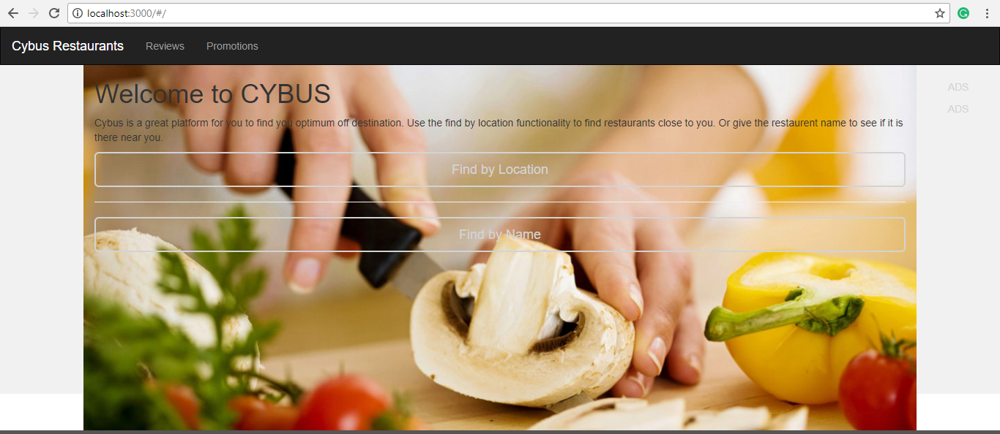 localhost:3000/#/
Cybus Restaurants Reviews Promotions
Welcome to CYBUS
Cybus is a great platform for you to find you optimum off destination. Use the find by location functionality to find restaurants close to you. Or give the restaurent name to see if it is
there near you.
Find by Location
Find by Name
ADS
ADS